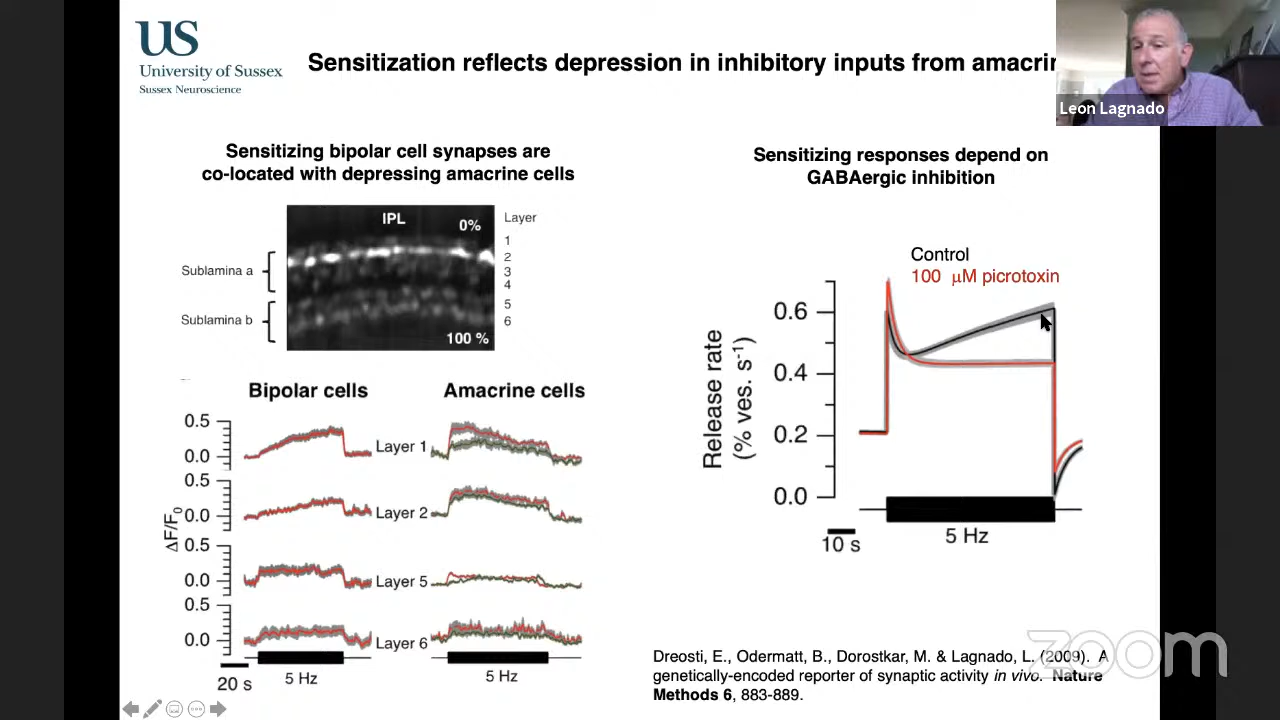 US
University of Sussex
Sussex Neuroscience
Sensitization reflects depression in inhibitory inputs from
Leon Lagnado
Sensitizing bipolar cell synapses are
co-located with depressing amacrine cells
IPL
0%
100 %
Sublamina a
Sublamina b
Layer
1
2
3
4
5
6
Bipolar cells
Amacrine cells
ΔF/F0
0.5
0.0
Layer 1
0.5
0.0
Layer 2
0.5
0.0
Layer 5
0.5
0.0
Layer 6
20 s
5 Hz
5 Hz
Sensitizing responses depend on
GABAergic inhibition
Control
100 μM picrotoxin
Release rate
(% ves. s-1)
0.6
0.4
0.2
0.0
10 s
5 Hz
Dreosti, E., Odermatt, B., Dorostkar, M. & Lagnado, L. (2009). A
genetically-encoded reporter of synaptic activity in vivo. Nature
Methods 6, 883-889.
zoom